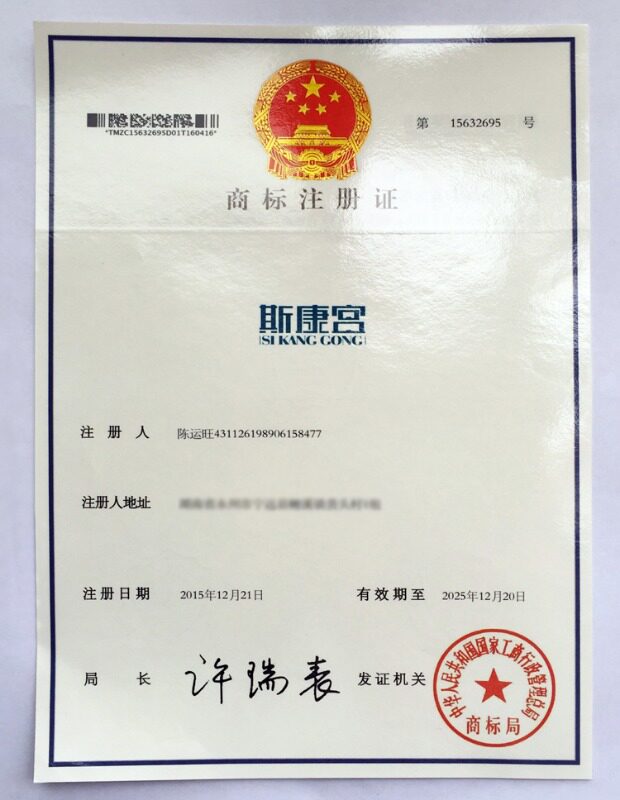 *TMZC15632695D01T160416*
第 15632695 号
商标注册证
斯康宫
SI KANG GONG
注册人 陈运旺431126198906158477
注册人地址
注册日期 2015年12月21日 有效期至 2025年12月20日
局长 许瑞表 发证机关
中华人民共和国国家工商行政管理总局
商标局